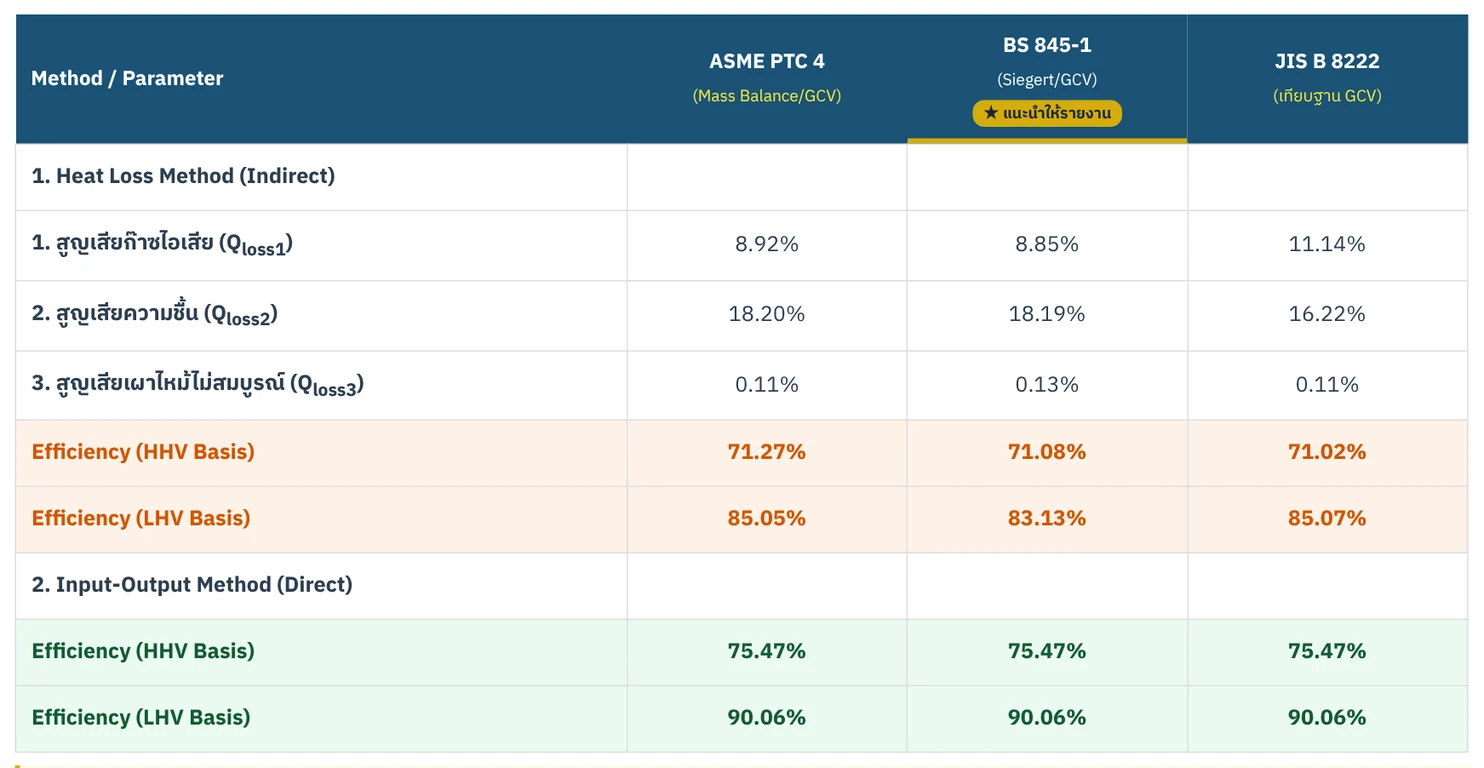 Method / Parameter
ASME PTC 4
(Mass Balance/GCV)
BS 845-1
(Siegert/GCV)
★ แนะนำให้รายงาน
JIS B 8222
(เทียบฐาน GCV)
1. Heat Loss Method (Indirect)
1. สูญเสียก๊าซไอเสีย (Qloss1) 8.92% 8.85% 11.14%
2. สูญเสียความชื้น (Qloss2) 18.20% 18.19% 16.22%
3. สูญเสียเผาไหม้ไม่สมบูรณ์ (Qloss3) 0.11% 0.13% 0.11%
Efficiency (HHV Basis) 71.27% 71.08% 71.02%
Efficiency (LHV Basis) 85.05% 83.13% 85.07%
2. Input-Output Method (Direct)
Efficiency (HHV Basis) 75.47% 75.47% 75.47%
Efficiency (LHV Basis) 90.06% 90.06% 90.06%